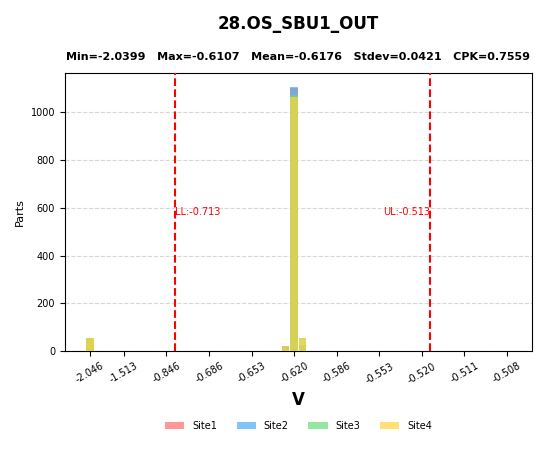 28.OS_SBU1_OUT
Min=-2.0399 Max=-0.6107 Mean=-0.6176 Stdev=0.0421 CPK=0.7559
Parts
1000
800
600
400
200
0
LL:-0.713
UL:-0.513
-2.046 -1.513 -0.846 -0.686 -0.653 -0.620 -0.586 -0.553 -0.520 -0.511 -0.508
V
Site1 Site2 Site3 Site4